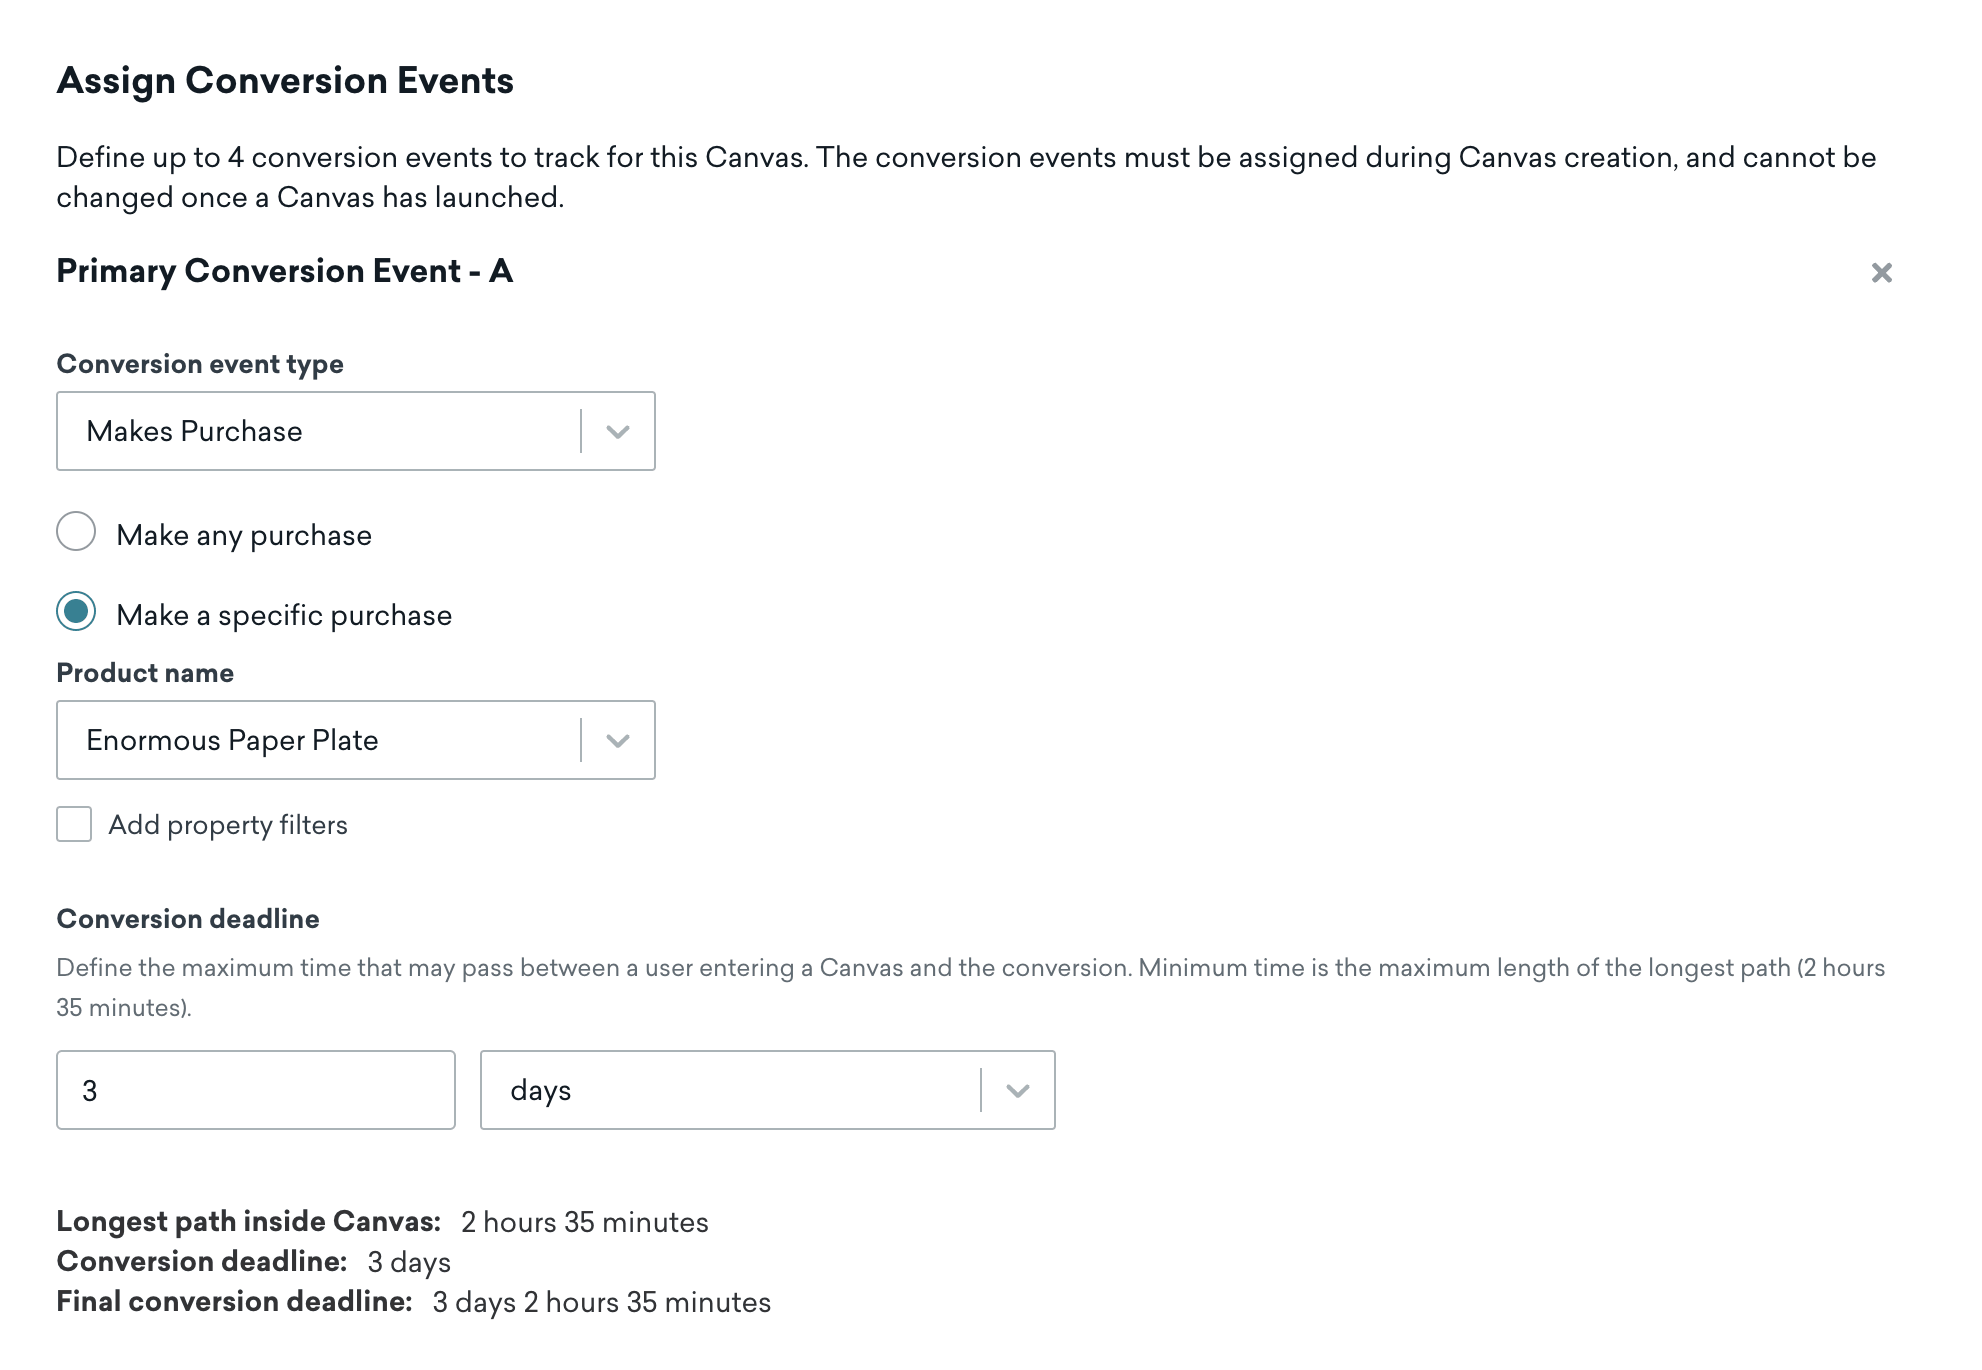 Assign Conversion Events
Define up to 4 conversion events to track for this Canvas. The conversion events must be assigned during Canvas creation, and cannot be
changed once a Canvas has launched.
Primary Conversion Event - A
Conversion event type
Makes Purchase
Make any purchase
Make a specific purchase
Product name
Enormous Paper Plate
Add property filters
Conversion deadline
Define the maximum time that may pass between a user entering a Canvas and the conversion. Minimum time is the maximum length of the longest path (2 hours
35 minutes).
3 days
Longest path inside Canvas: 2 hours 35 minutes
Conversion deadline: 3 days
Final conversion deadline: 3 days 2 hours 35 minutes